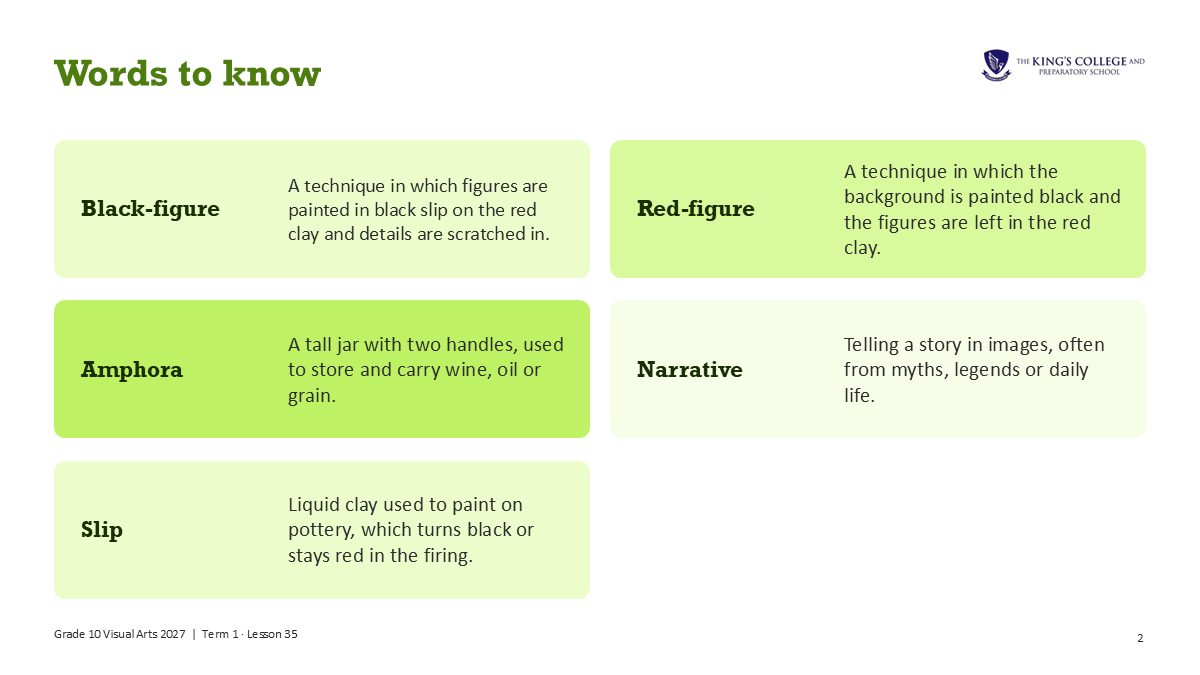 Words to know
THE KING'S COLLEGE AND
PREPARATORY SCHOOL
Black-figure
A technique in which figures are
painted in black slip on the red
clay and details are scratched in.
Red-figure
A technique in which the
background is painted black and
the figures are left in the red
clay.
Amphora
A tall jar with two handles, used
to store and carry wine, oil or
grain.
Narrative
Telling a story in images, often
from myths, legends or daily
life.
Slip
Liquid clay used to paint on
pottery, which turns black or
stays red in the firing.
Grade 10 Visual Arts 2027 | Term 1 · Lesson 35
2